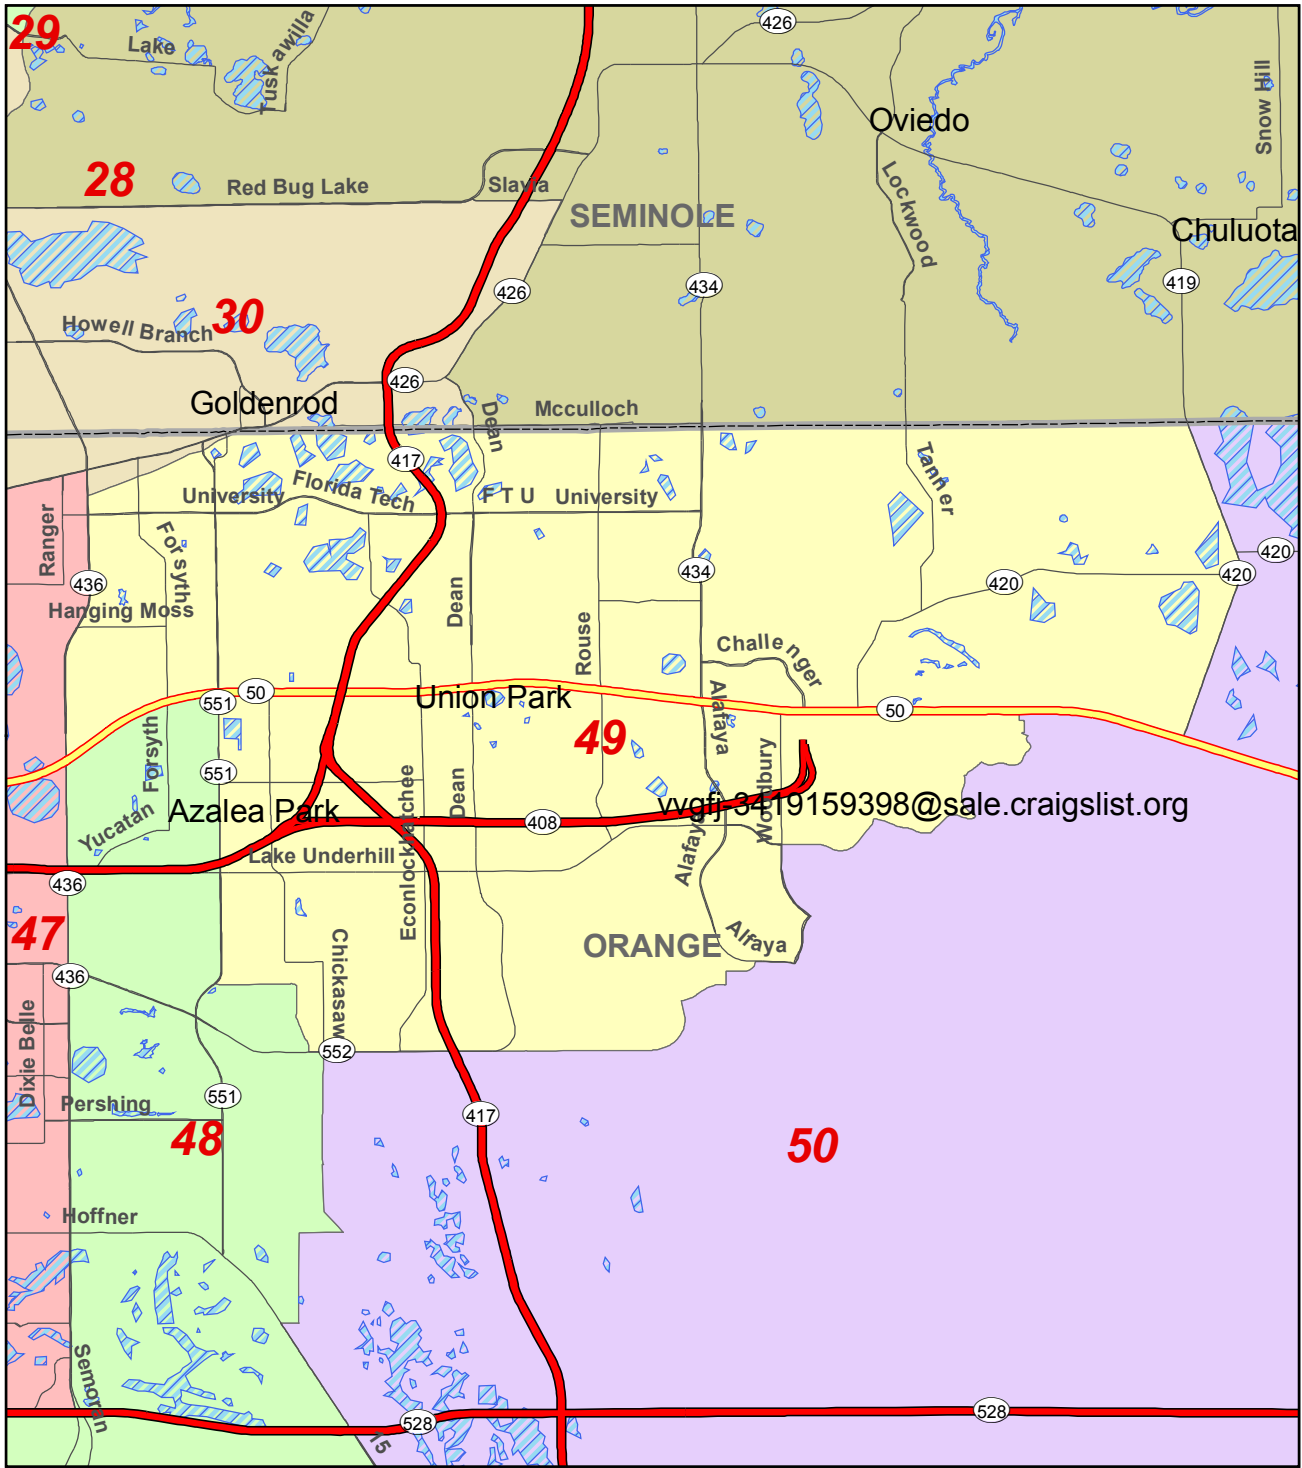 29
Lake
Tuskawilla
426
Oviedo
Snow Hill
28
Red Bug Lake
Slavia
SEMINOLE
Lockwood
Chuluota
426
434
419
30
Howell Branch
426
Goldenrod
Dean
Mcculloch
417
Tanner
University
Florida Tech
F T U
University
Ranger
Forsyth
436
434
420
420
420
Hanging Moss
Dean
Rouse
Challenger
551
50
Union Park
Alafaya
50
49
Forsyth
551
Econlockhatchee
Dean
Woodbury
Yucatan
Azalea Park
408
vvgfj-3419159398@sale.craigslist.org
Lake Underhill
Alafaya
436
47
Chickasaw
ORANGE
Alfaya
436
Dixie Belle
552
551
Pershing
417
48
50
Hoffner
Semoran
528
528
15